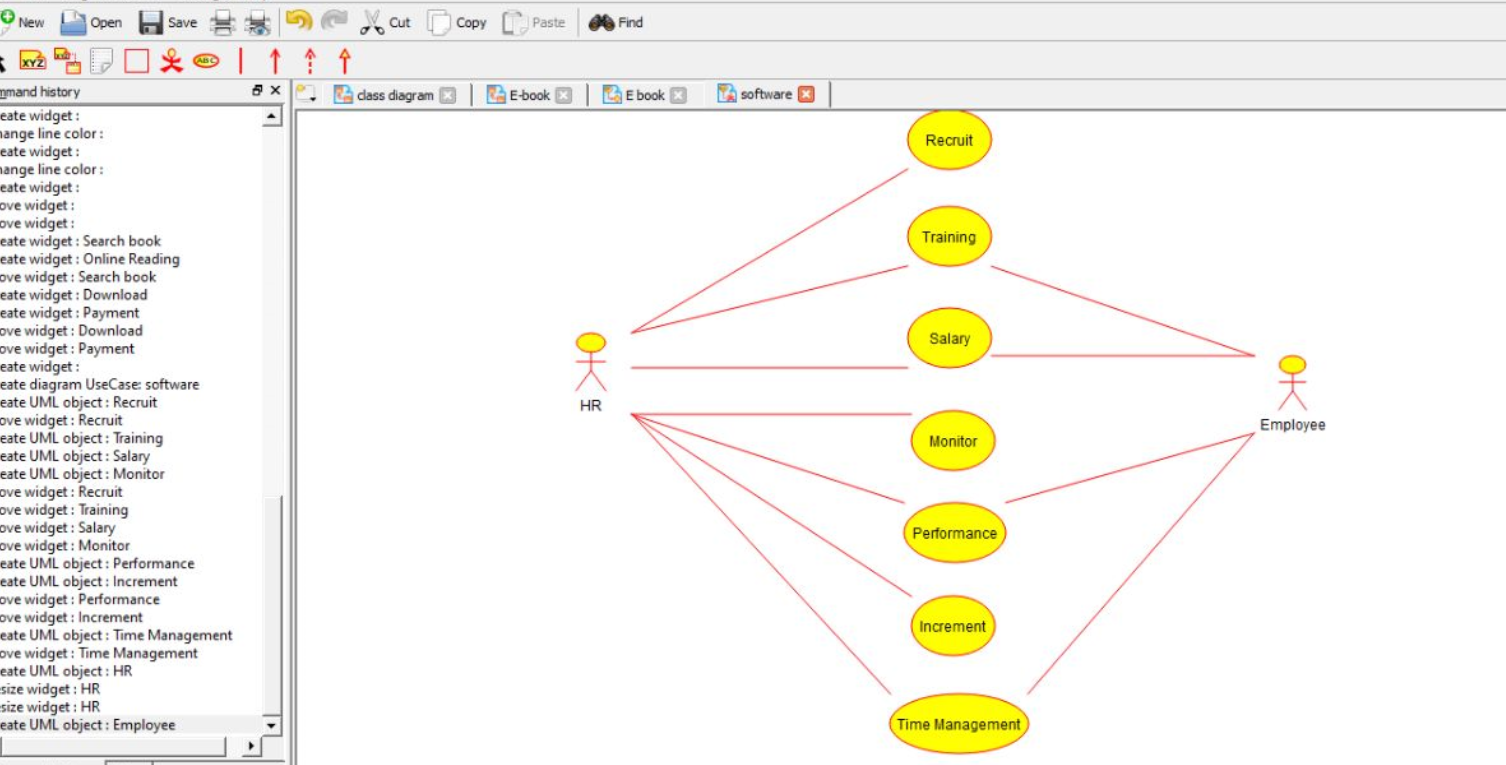 New Open Save Cut Copy Paste Find
XYZ ABC
mmand history
class diagram E-book E book software
eate widget :
hange line color :
eate widget :
hange line color :
eate widget :
ove widget :
ove widget :
eate widget : Search book
eate widget : Online Reading
ove widget : Search book
eate widget : Download
eate widget : Payment
ove widget : Download
ove widget : Payment
eate widget :
eate diagram UseCase: software
eate UML object : Recruit
ove widget : Recruit
eate UML object : Training
eate UML object : Salary
eate UML object : Monitor
ove widget : Recruit
ove widget : Training
ove widget : Salary
ove widget : Monitor
eate UML object : Performance
eate UML object : Increment
ove widget : Performance
ove widget : Increment
eate UML object : Time Management
ove widget : Time Management
eate UML object : HR
esize widget : HR
esize widget : HR
eate UML object : Employee
Recruit
Training
Salary
HR
Employee
Monitor
Performance
Increment
Time Management